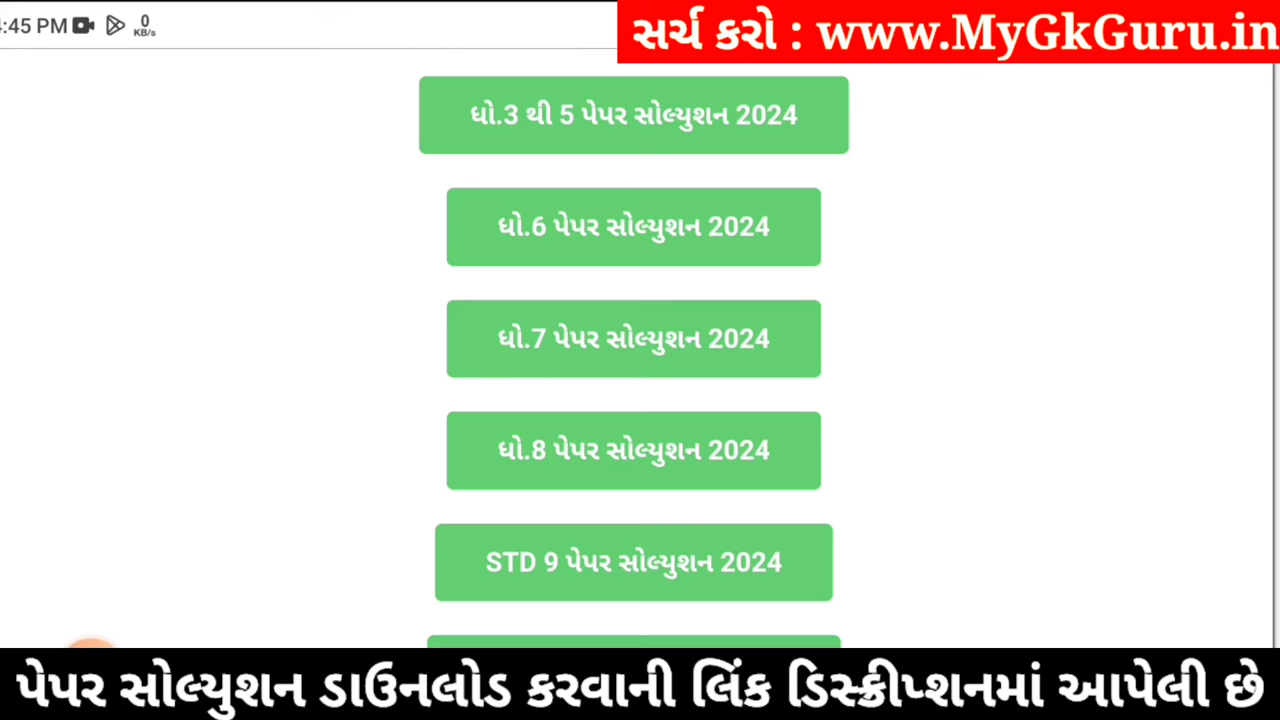 :45 PM 0 KB/s
સર્ચ કરો : www.MyGkGuru.in
ધો.3 થી 5 પેપર સોલ્યુશન 2024
ધો.6 પેપર સોલ્યુશન 2024
ધો.7 પેપર સોલ્યુશન 2024
ધો.8 પેપર સોલ્યુશન 2024
STD 9 પેપર સોલ્યુશન 2024
પેપર સોલ્યુશન ડાઉનલોડ કરવાની લિંક ડિસ્ક્રીપ્શનમાં આપેલી છે